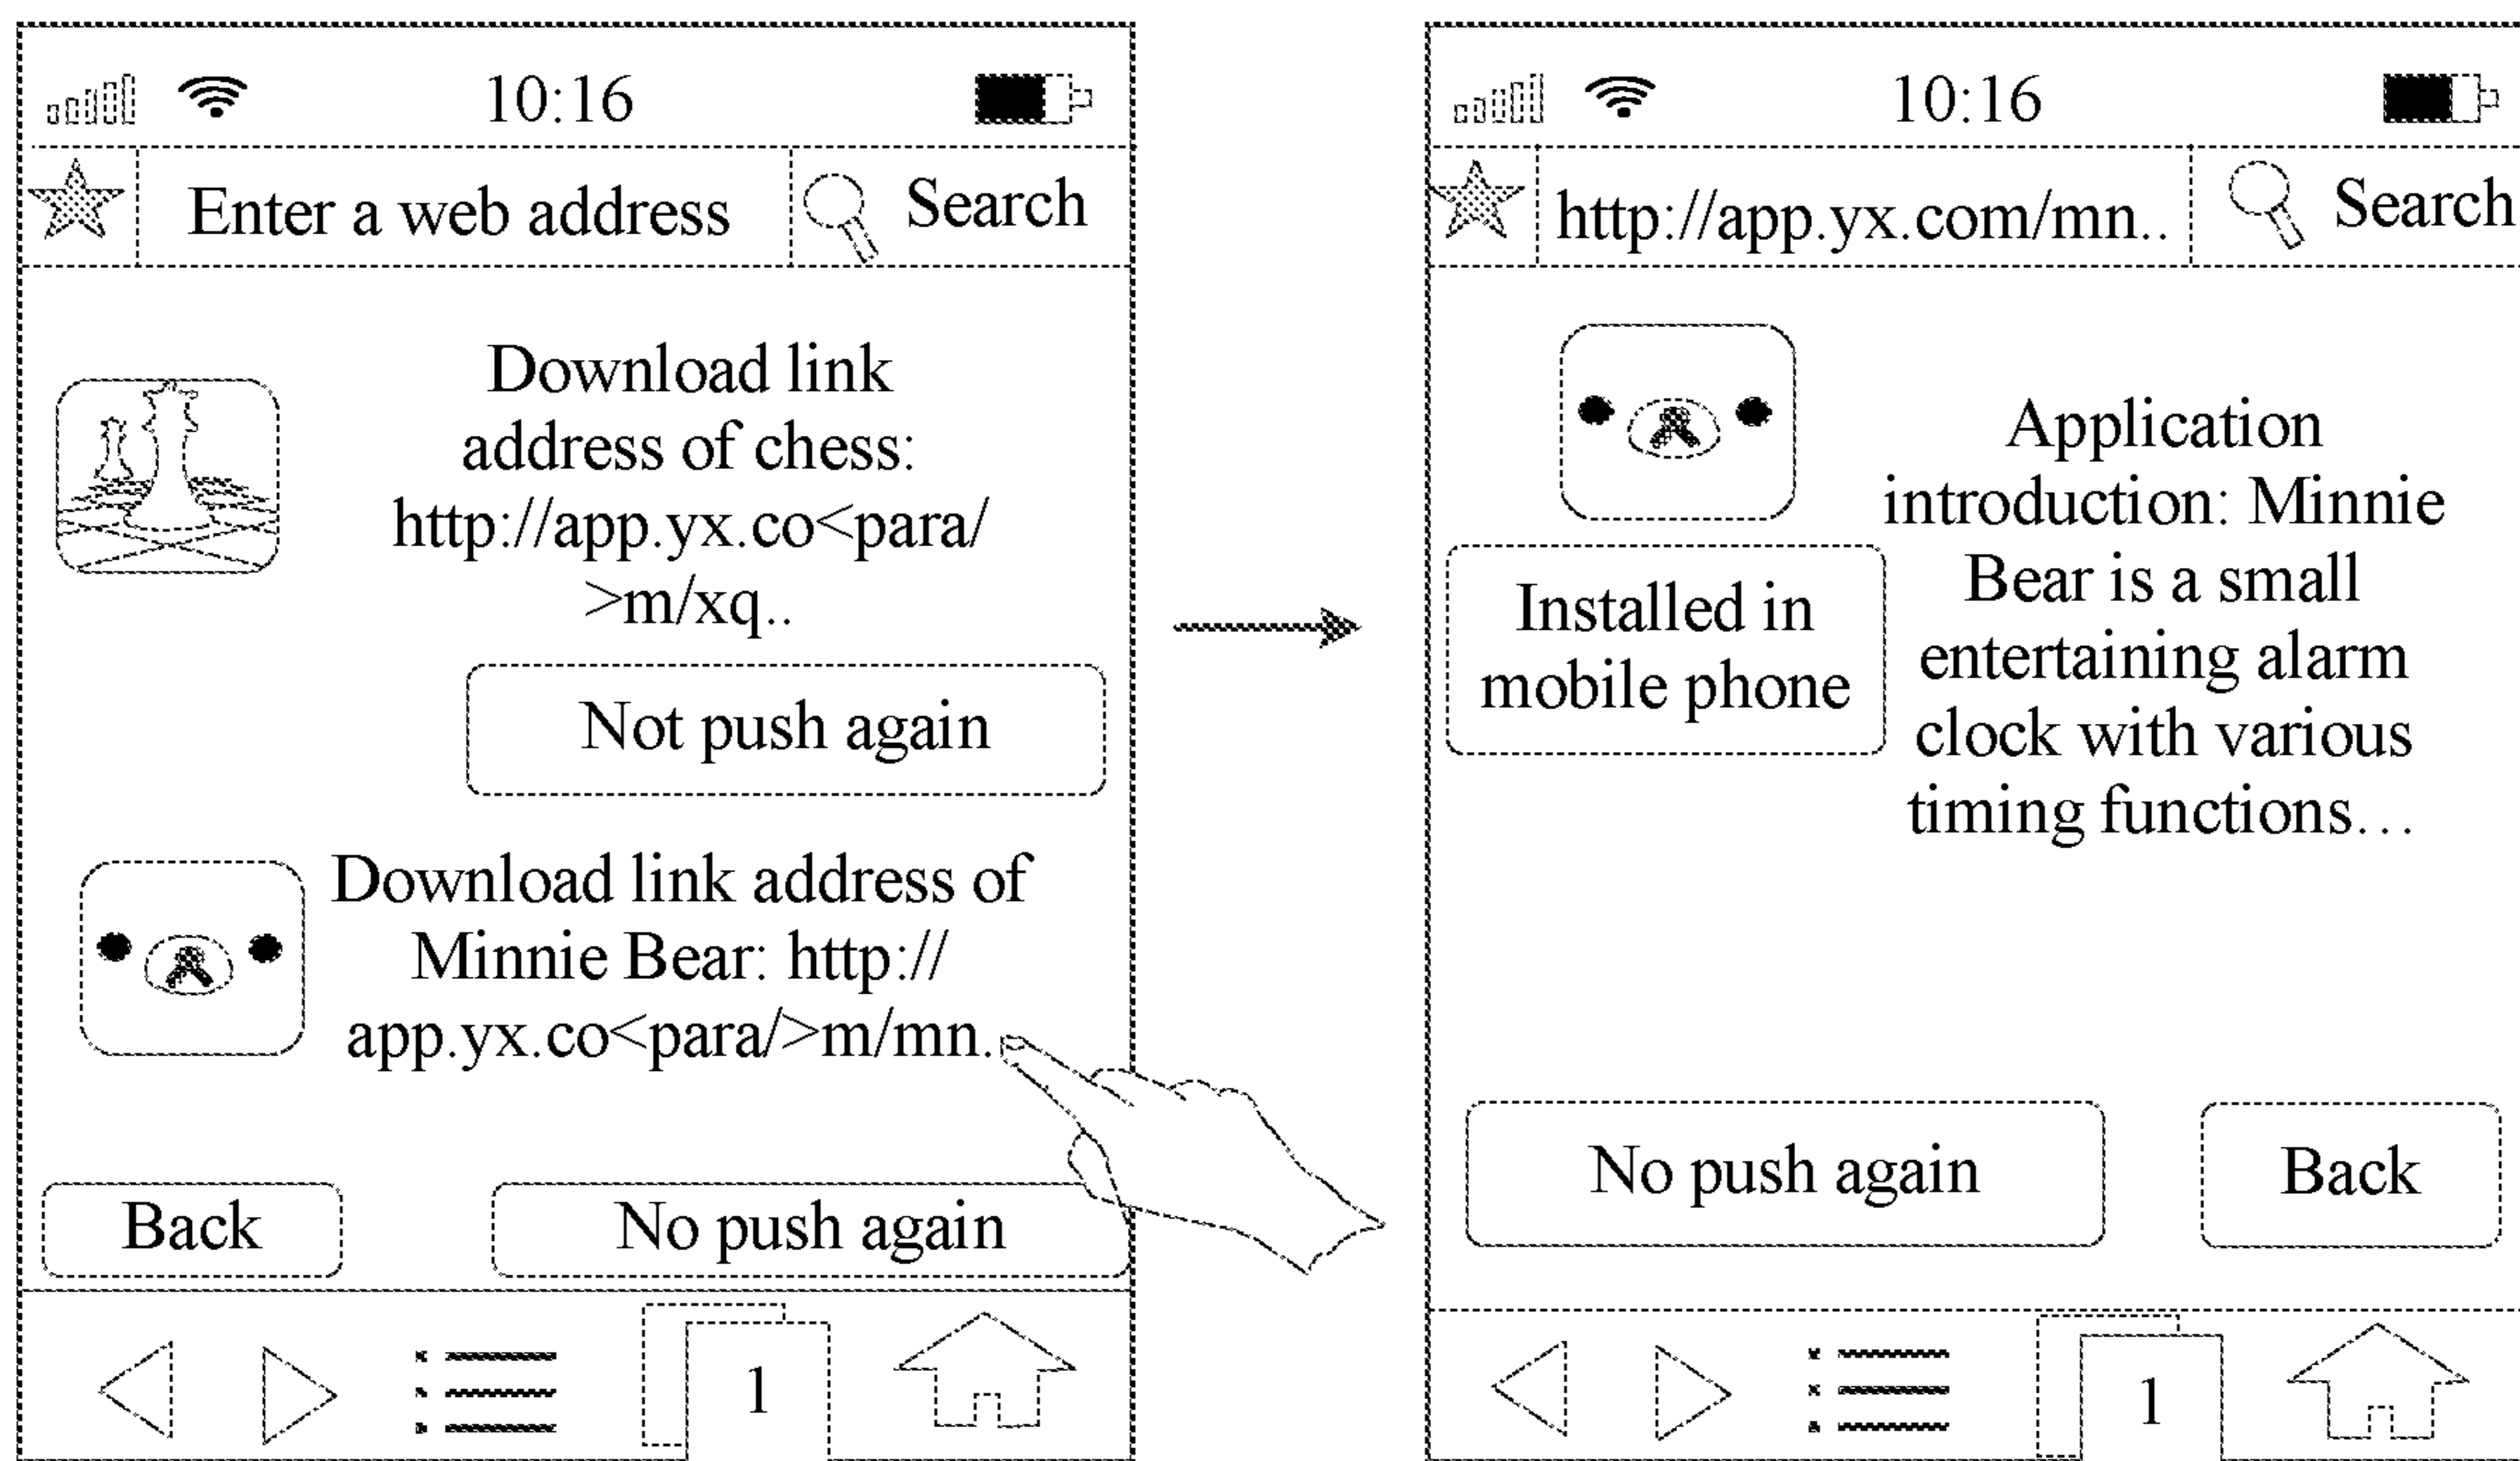 10:16
Enter a web address
Search
Download link
address of chess:
http://app.yx.co<para/
>m/xq..
Not push again
Download link address of
Minnie Bear: http://
app.yx.co<para/>m/mn.
Back
No push again
1
10:16
http://app.yx.com/mn..
Search
Application
introduction: Minnie
Bear is a small
entertaining alarm
clock with various
timing functions…
Installed in
mobile phone
No push again
Back
1